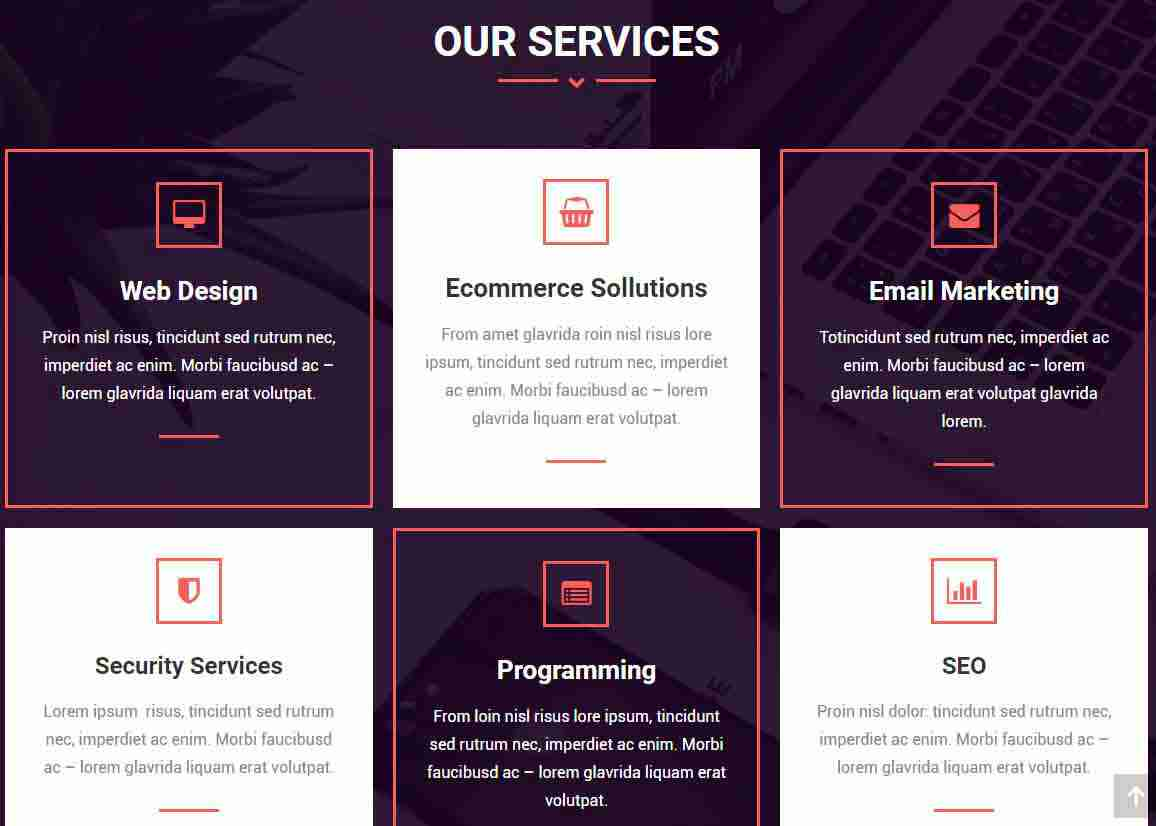 OUR SERVICES
Web Design
Proin nisl risus, tincidunt sed rutrum nec,
imperdiet ac enim. Morbi faucibusd ac –
lorem glavrida liquam erat volutpat.
Ecommerce Sollutions
From amet glavrida roin nisl risus lore
ipsum, tincidunt sed rutrum nec, imperdiet
ac enim. Morbi faucibusd ac – lorem
glavrida liquam erat volutpat.
Email Marketing
Totincidunt sed rutrum nec, imperdiet ac
enim. Morbi faucibusd ac – lorem
glavrida liquam erat volutpat glavrida
lorem.
Security Services
Lorem ipsum  risus, tincidunt sed rutrum
nec, imperdiet ac enim. Morbi faucibusd
ac – lorem glavrida liquam erat volutpat.
Programming
From loin nisl risus lore ipsum, tincidunt
sed rutrum nec, imperdiet ac enim. Morbi
faucibusd ac – lorem glavrida liquam erat
volutpat.
SEO
Proin nisl dolor: tincidunt sed rutrum nec,
imperdiet ac enim. Morbi faucibusd ac –
lorem glavrida liquam erat volutpat.